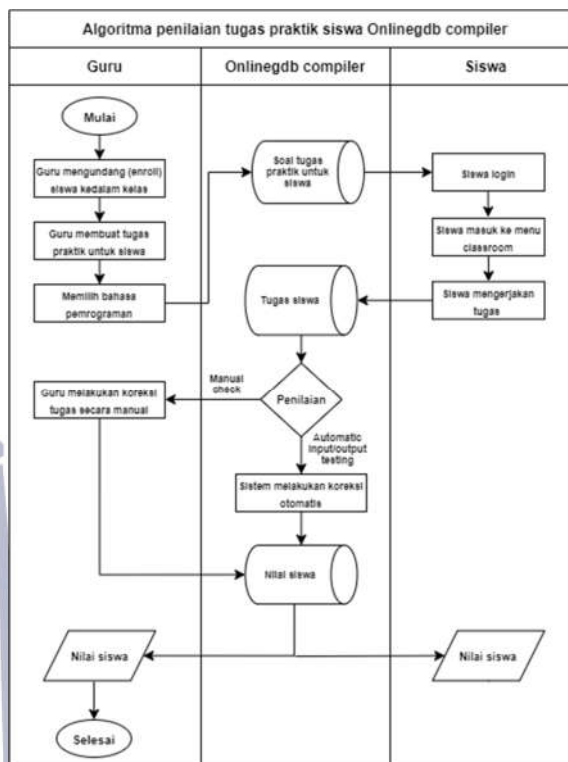 Algoritma penilaian tugas praktik siswa Onlinegdb compiler
Guru
Onlinegdb compiler
Siswa
Mulai
Guru mengundang (enroll)
siswa kedalam kelas
Guru membuat tugas
praktik untuk siswa
Memilih bahasa
pemrograman
Soal tugas
praktik untuk
siswa
Siswa login
Siswa masuk ke menu
classroom
Siswa mengerjakan
tugas
Tugas siswa
Penilaian
Manual
check
Guru melakukan koreksi
tugas secara manual
Automatic
input/output
testing
Sistem melakukan koreksi
otomatis
Nilai siswa
Nilai siswa
Nilai siswa
Selesai